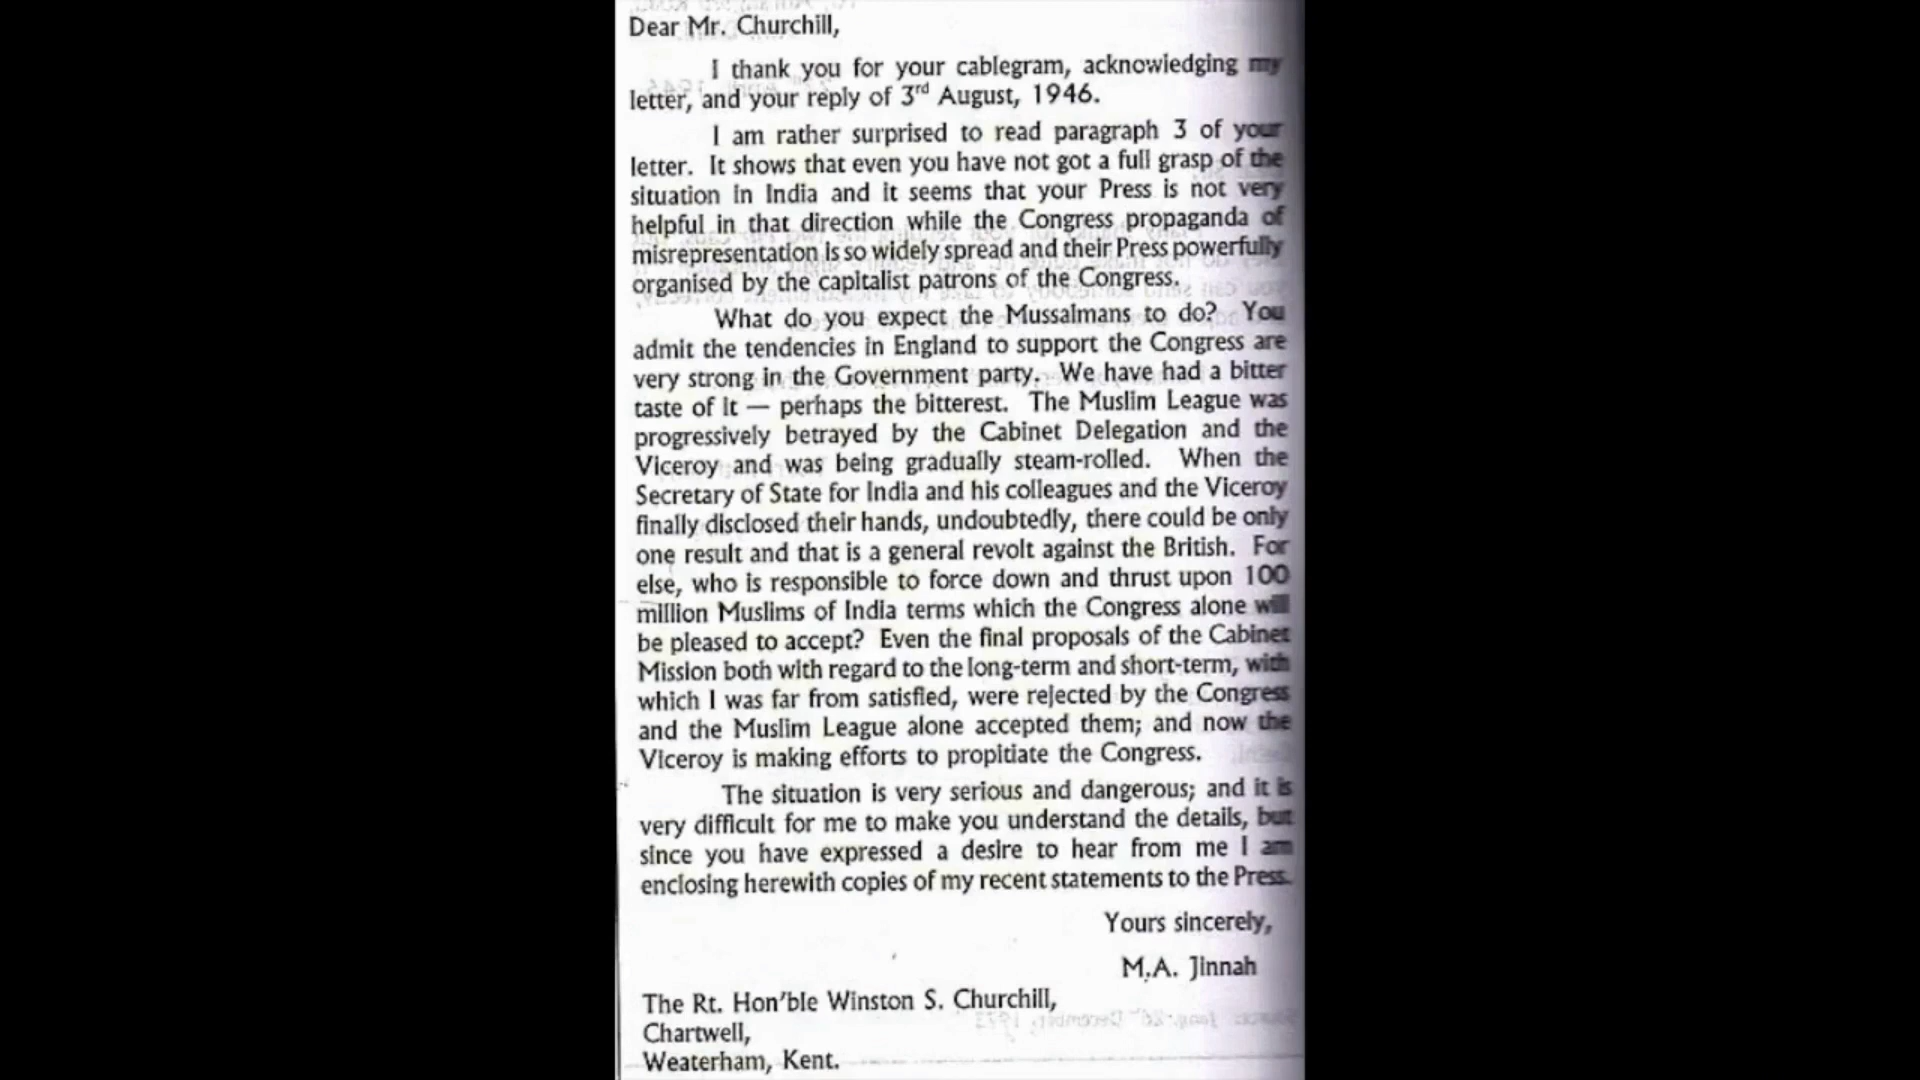 Dear Mr. Churchill,
I thank you for your cablegram, acknowledging my
letter, and your reply of 3rd August, 1946.
I am rather surprised to read paragraph 3 of your
letter. It shows that even you have not got a full grasp of the
situation in India and it seems that your Press is not very
helpful in that direction while the Congress propaganda of
misrepresentation is so widely spread and their Press powerfully
organised by the capitalist patrons of the Congress.
What do you expect the Mussalmans to do? You
admit the tendencies in England to support the Congress are
very strong in the Government party. We have had a bitter
taste of it — perhaps the bitterest. The Muslim League was
progressively betrayed by the Cabinet Delegation and the
Viceroy and was being gradually steam-rolled. When the
Secretary of State for India and his colleagues and the Viceroy
finally disclosed their hands, undoubtedly, there could be only
one result and that is a general revolt against the British. For
else, who is responsible to force down and thrust upon 100
million Muslims of India terms which the Congress alone will
be pleased to accept? Even the final proposals of the Cabinet
Mission both with regard to the long-term and short-term, with
which I was far from satisfied, were rejected by the Congress
and the Muslim League alone accepted them; and now the
Viceroy is making efforts to propitiate the Congress.
The situation is very serious and dangerous; and it is
very difficult for me to make you understand the details, but
since you have expressed a desire to hear from me I am
enclosing herewith copies of my recent statements to the Press.
Yours sincerely,
M.A. Jinnah
The Rt. Hon'ble Winston S. Churchill,
Chartwell,
Weaterham, Kent.